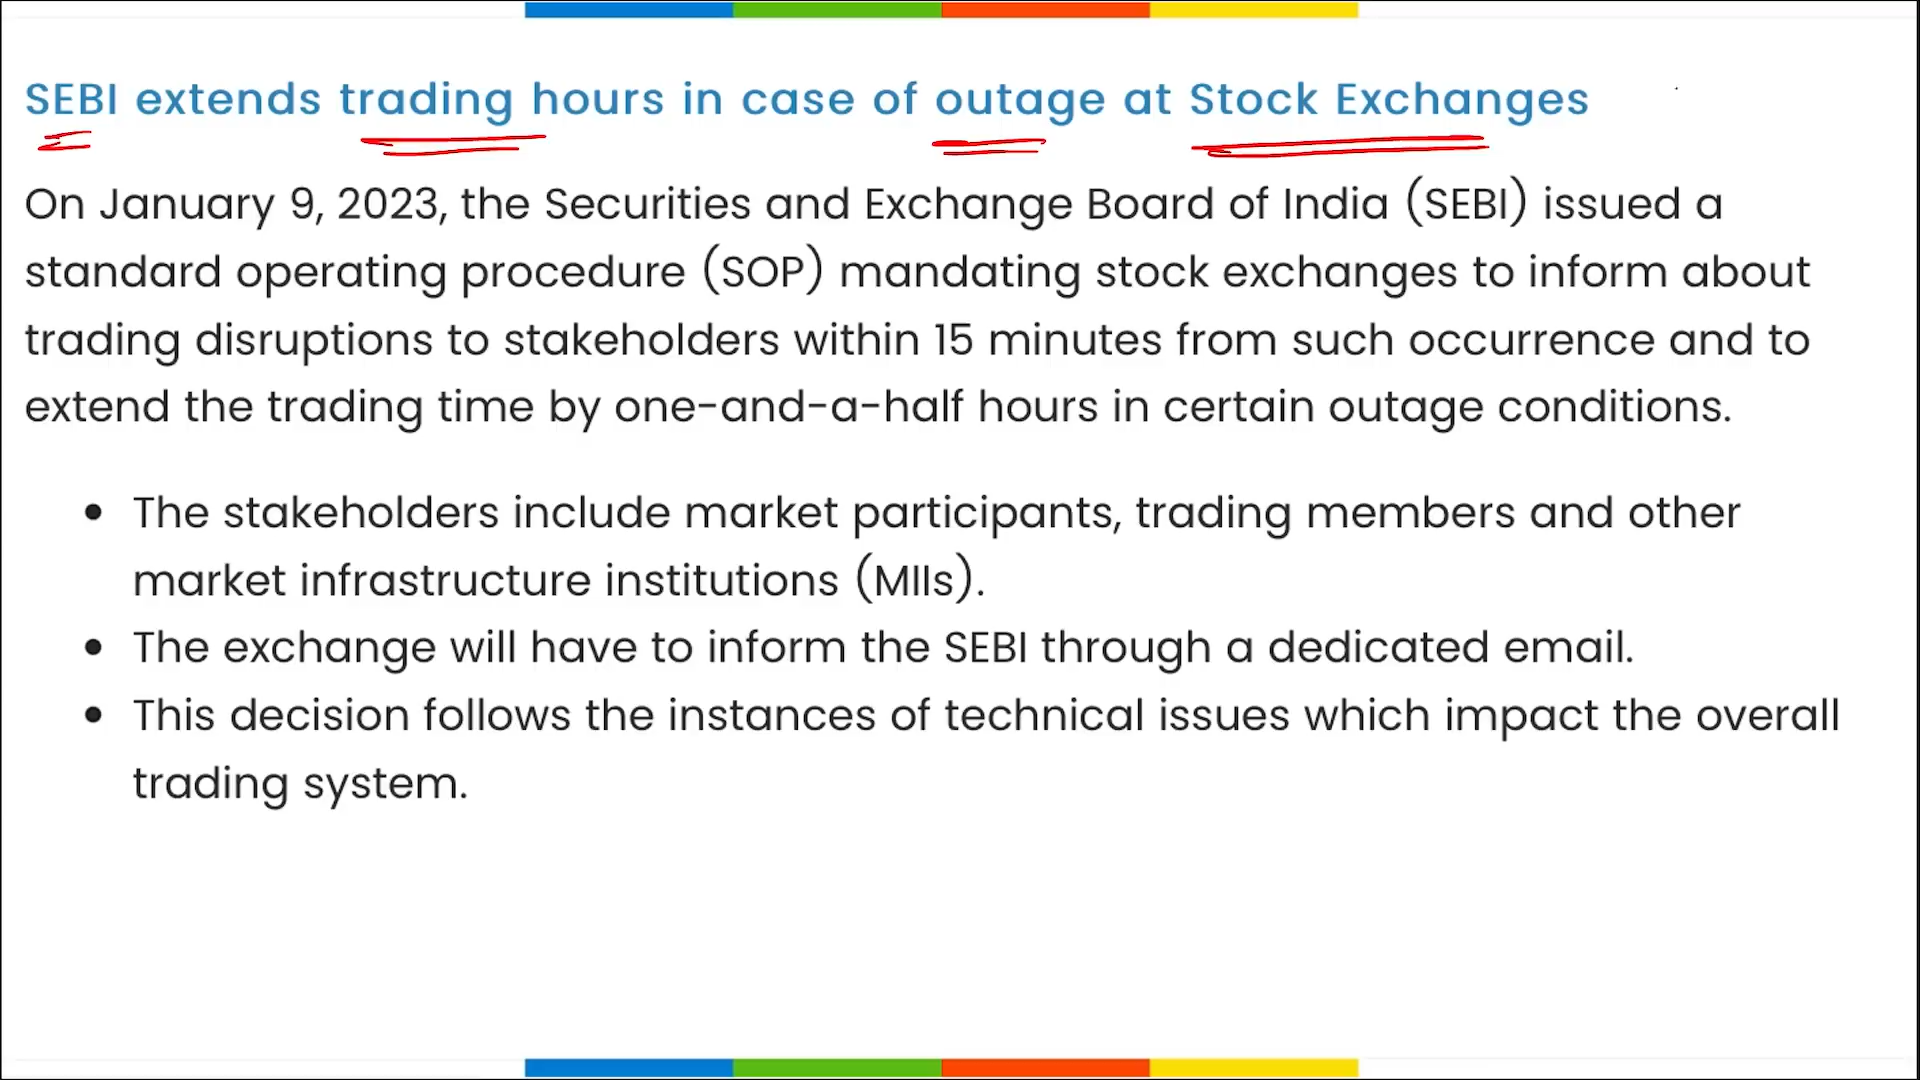 SEBI extends trading hours in case of outage at Stock Exchanges
On January 9, 2023, the Securities and Exchange Board of India (SEBI) issued a
standard operating procedure (SOP) mandating stock exchanges to inform about
trading disruptions to stakeholders within 15 minutes from such occurrence and to
extend the trading time by one-and-a-half hours in certain outage conditions.
• The stakeholders include market participants, trading members and other
market infrastructure institutions (MIIs).
• The exchange will have to inform the SEBI through a dedicated email.
• This decision follows the instances of technical issues which impact the overall
trading system.